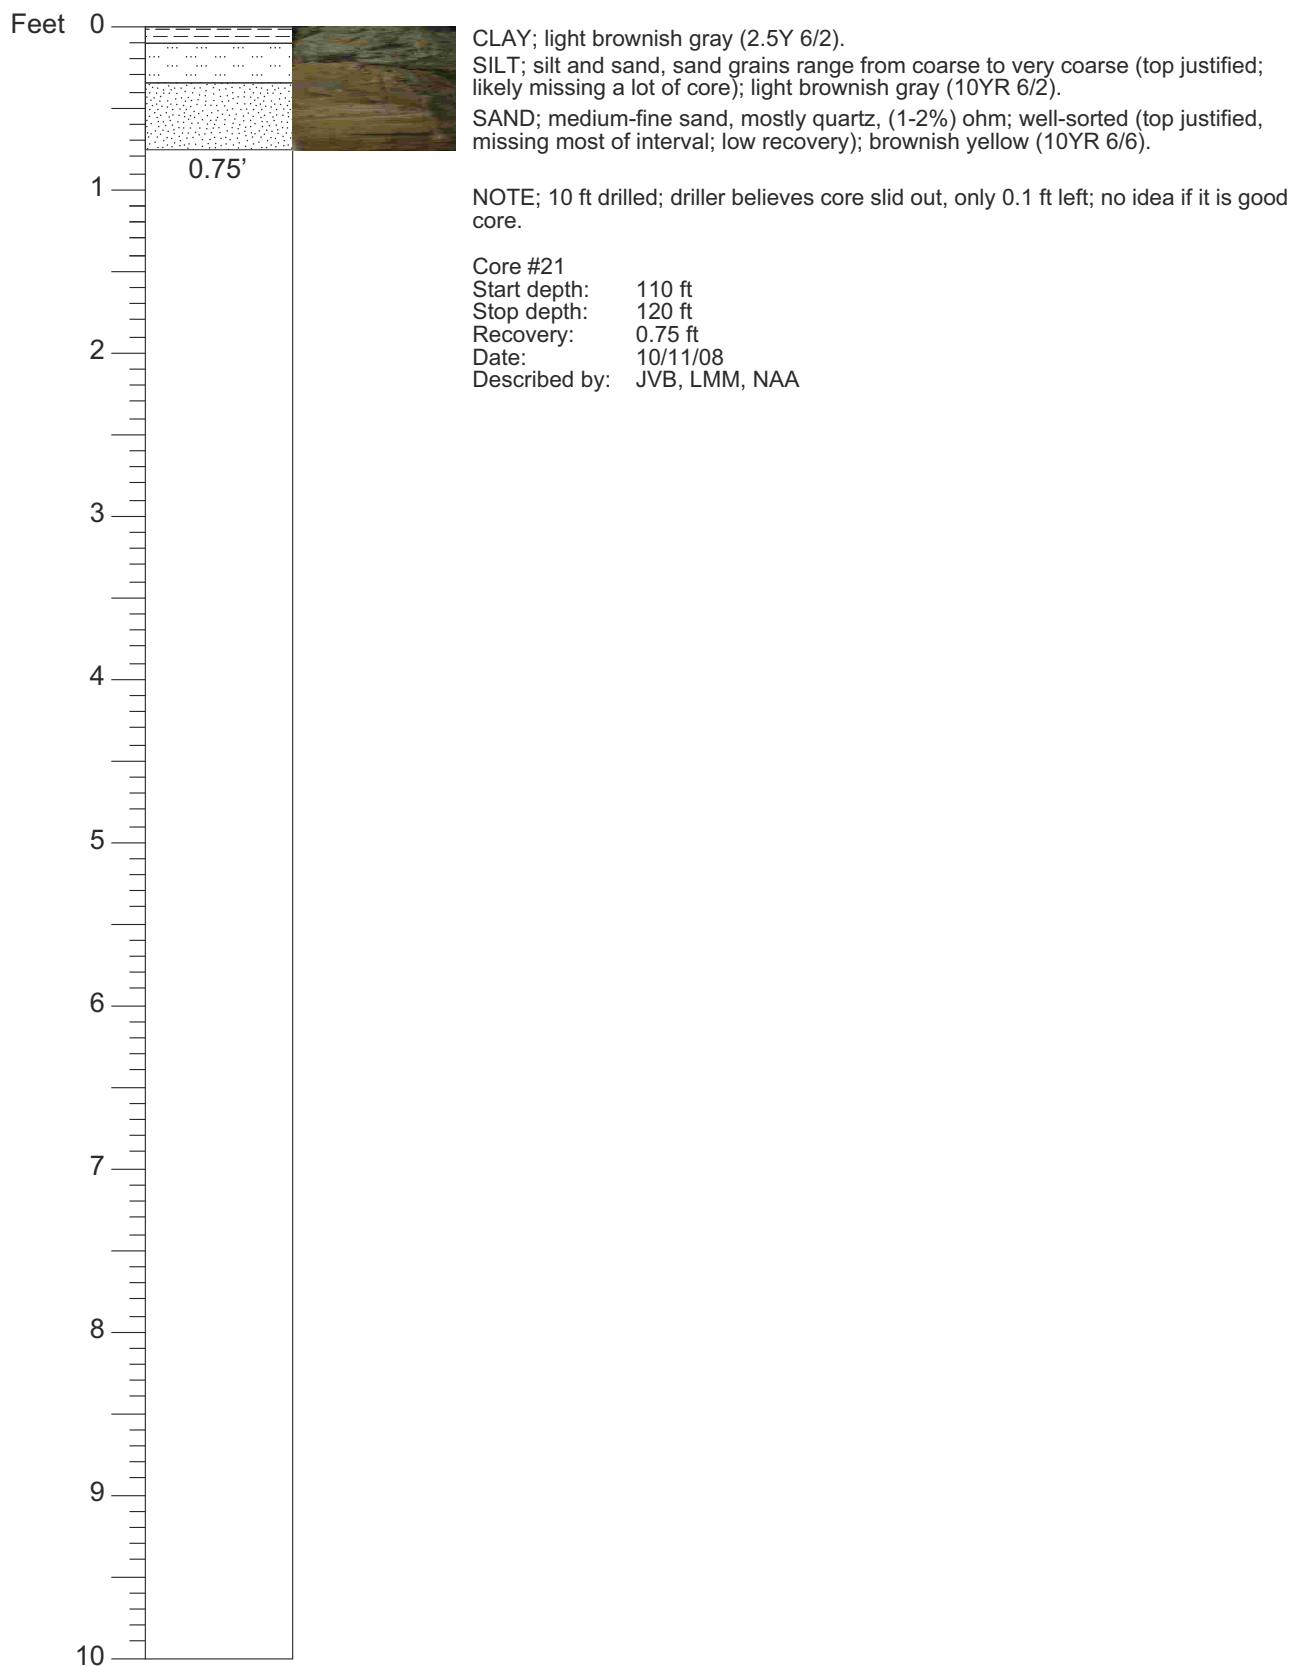 Feet 0
CLAY; light brownish gray (2.5Y 6/2).
SILT; silt and sand, sand grains range from coarse to very coarse (top justified;
likely missing a lot of core); light brownish gray (10YR 6/2).
SAND; medium-fine sand, mostly quartz, (1-2%) ohm; well-sorted (top justified,
missing most of interval; low recovery); brownish yellow (10YR 6/6).
0.75’
1
NOTE; 10 ft drilled; driller believes core slid out, only 0.1 ft left; no idea if it is good
core.
Core #21
Start depth: 110 ft
Stop depth: 120 ft
Recovery: 0.75 ft
2
Date: 10/11/08
Described by: JVB, LMM, NAA
3
4
5
6
7
8
9
10